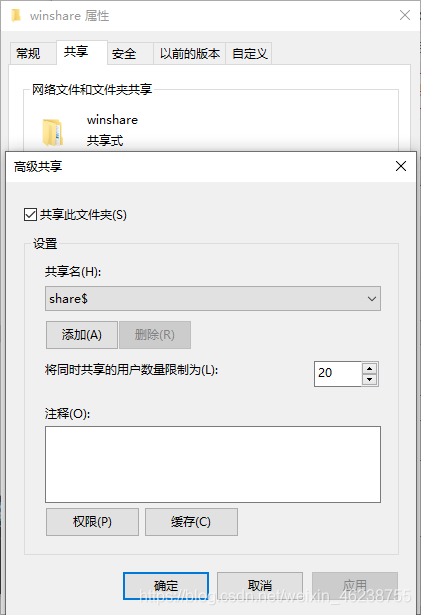 winshare 属性
常规 共享 安全 以前的版本 自定义
网络文件和文件夹共享
winshare
共享式
高级共享
共享此文件夹(S)
设置
共享名(H):
share$
添加(A) 删除(R)
将同时共享的用户数量限制为(L): 20
注释(O):
权限(P) 缓存(C)
确定 取消 应用
https://blog.csdn.net/weixin_46238755